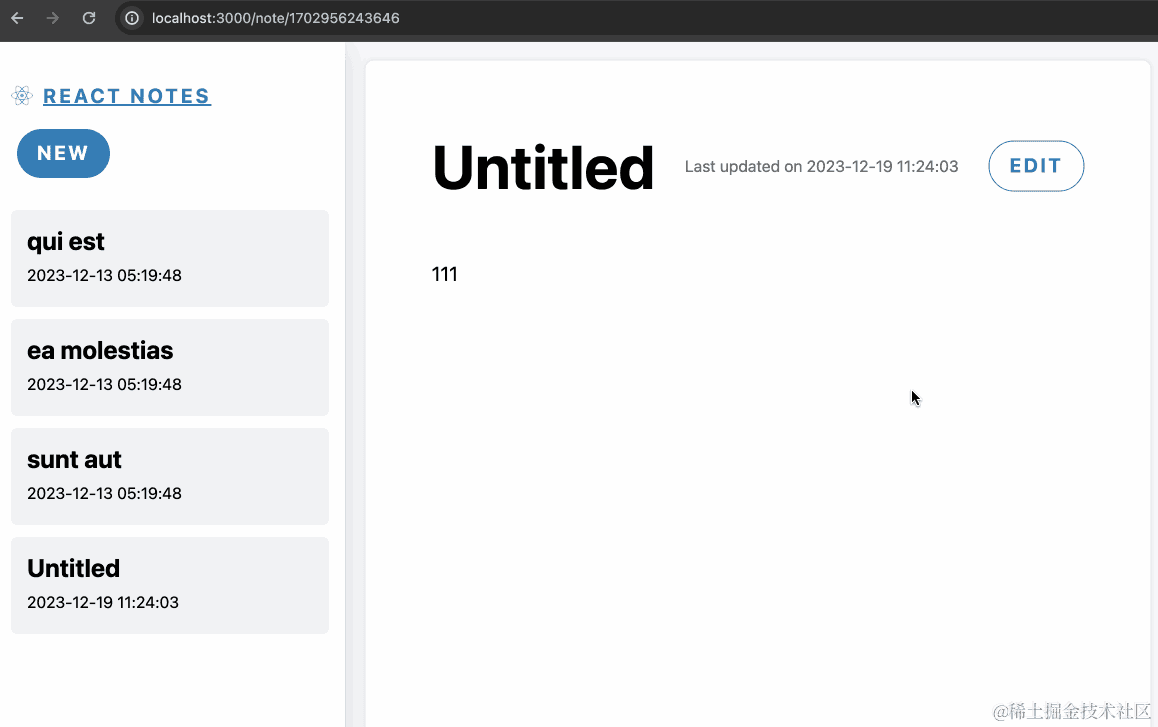 localhost:3000/note/1702956243646
REACT NOTES
NEW
qui est
2023-12-13 05:19:48
ea molestias
2023-12-13 05:19:48
sunt aut
2023-12-13 05:19:48
Untitled
2023-12-19 11:24:03
Untitled
Last updated on 2023-12-19 11:24:03
EDIT
111
@稀土掘金技术社区